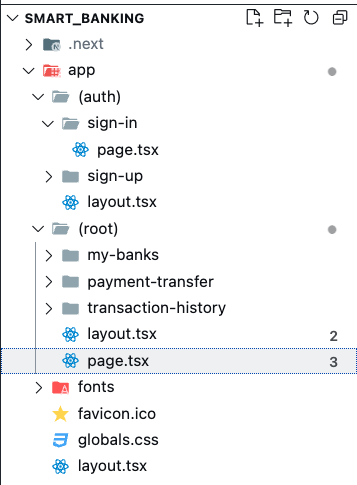 SMART_BANKING
.next
app
(auth)
sign-in
page.tsx
sign-up
layout.tsx
(root)
my-banks
payment-transfer
transaction-history
layout.tsx 2
page.tsx 3
fonts
favicon.ico
globals.css
layout.tsx